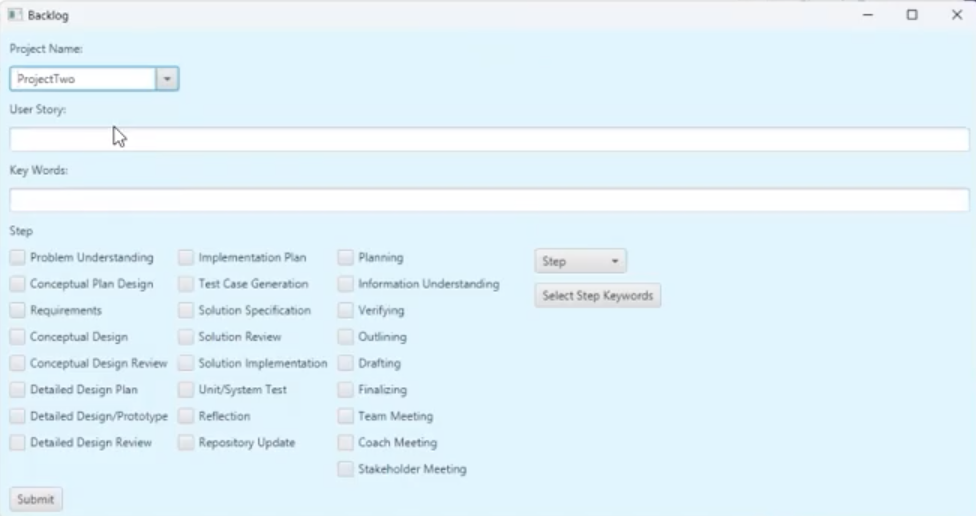 Backlog
Project Name:
ProjectTwo
User Story:
Key Words:
Step
Problem Understanding Implementation Plan Planning Step
Conceptual Plan Design Test Case Generation Information Understanding Select Step Keywords
Requirements Solution Specification Verifying
Conceptual Design Solution Review Outlining
Conceptual Design Review Solution Implementation Drafting
Detailed Design Plan Unit/System Test Finalizing
Detailed Design/Prototype Reflection Team Meeting
Detailed Design Review Repository Update Coach Meeting
Stakeholder Meeting
Submit